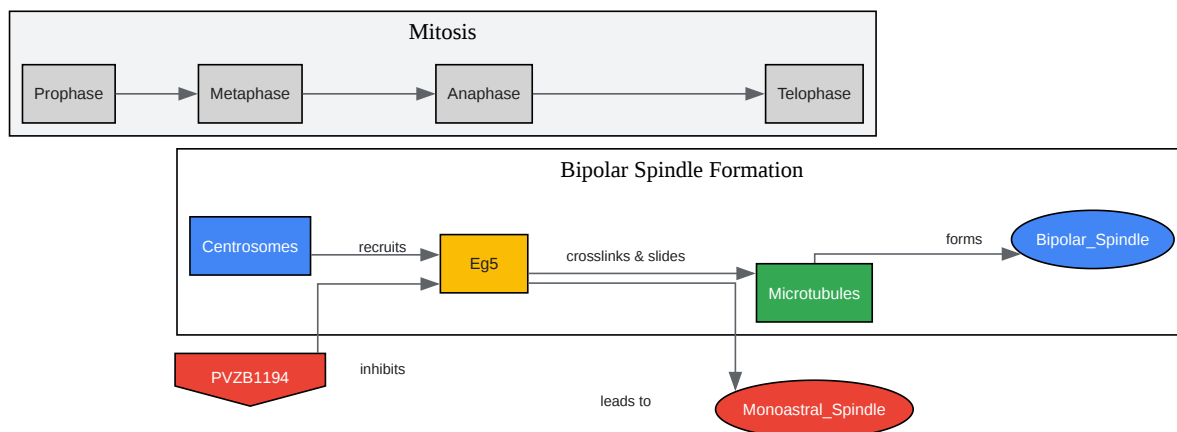 Mitosis
Prophase
Metaphase
Anaphase
Telophase
Bipolar Spindle Formation
Centrosomes
recruits
Eg5
crosslinks & slides
Microtubules
forms
Bipolar_Spindle
PVZB1194
inhibits
leads to
Monoastral_Spindle